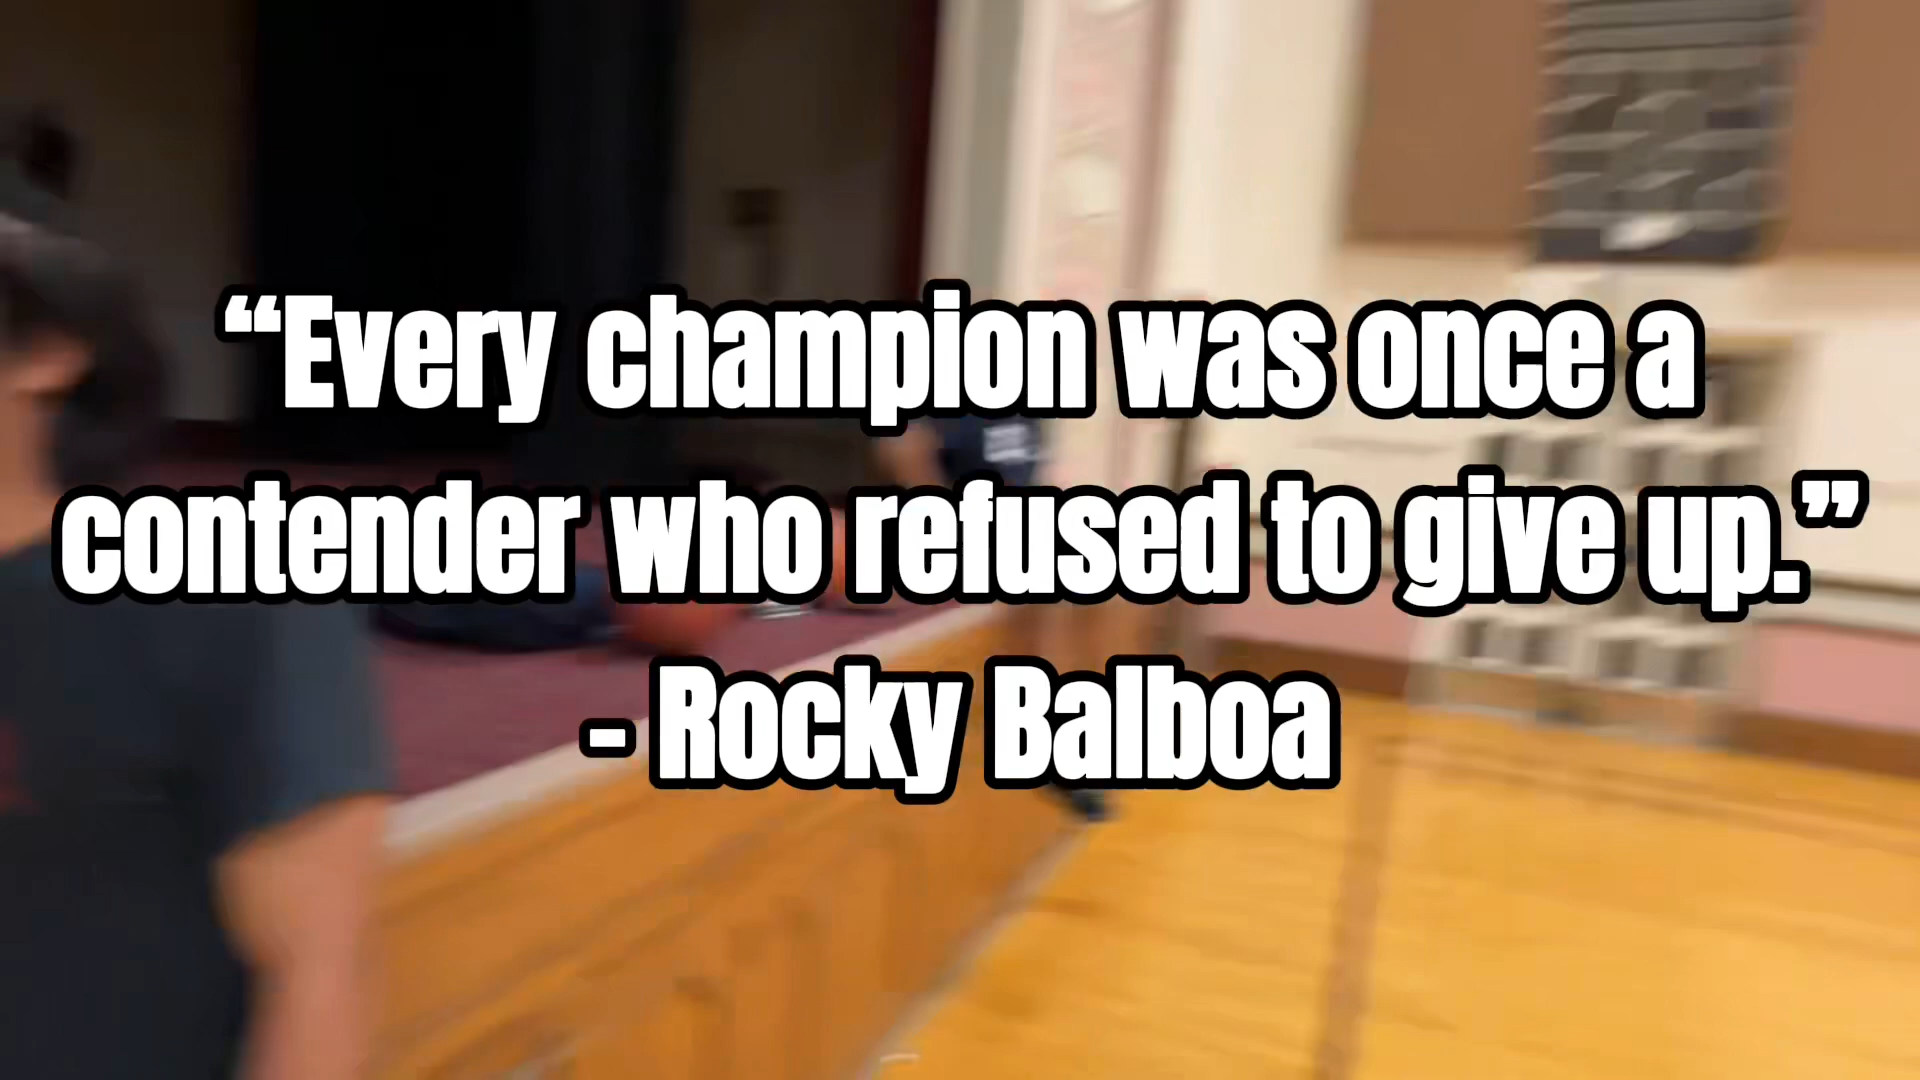 “Every champion was once a
contender who refused to give up.”
- Rocky Balboa